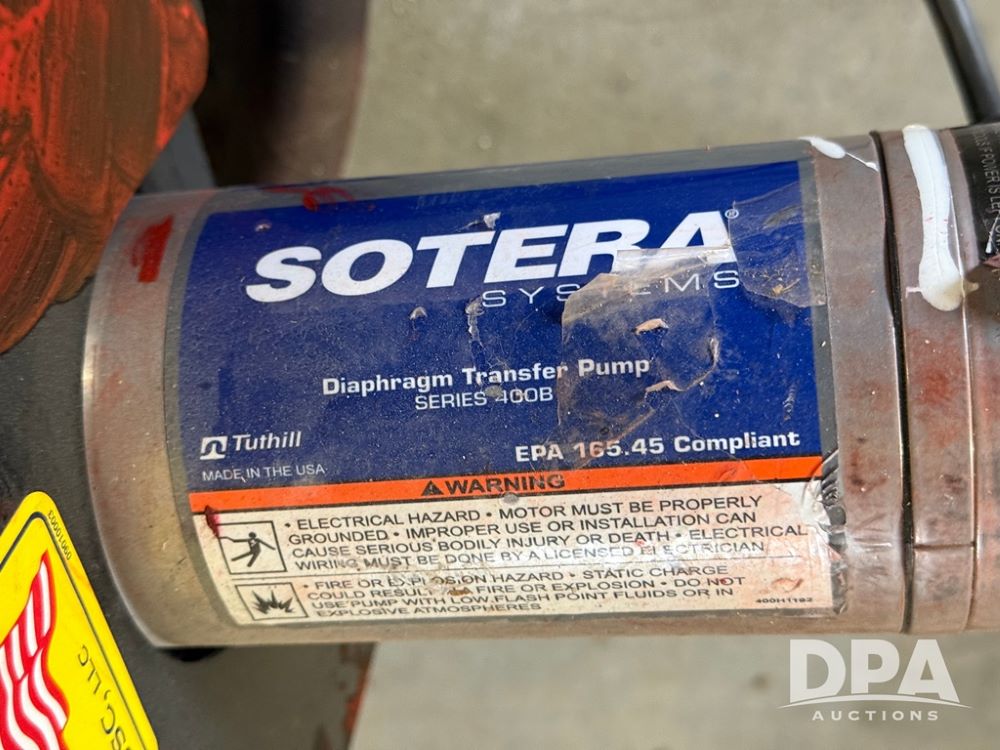 SOTERA®
SYSTEMS
Diaphragm Transfer Pump
SERIES 400B
Tuthill
MADE IN THE USA
EPA 165.45 Compliant
WARNING
• ELECTRICAL HAZARD • MOTOR MUST BE PROPERLY
GROUNDED • IMPROPER USE OR INSTALLATION CAN
CAUSE SERIOUS BODILY INJURY OR DEATH • ELECTRICAL
WIRING MUST BE DONE BY A LICENSED ELECTRICIAN
• FIRE OR EXPLOSION HAZARD • STATIC CHARGE
COULD RESULT IN FIRE OR EXPLOSION • DO NOT
USE PUMP WITH LOW FLASH POINT FLUIDS OR IN
EXPLOSIVE ATMOSPHERES
400H1192
09010003
SC, LLC
DPA
AUCTIONS